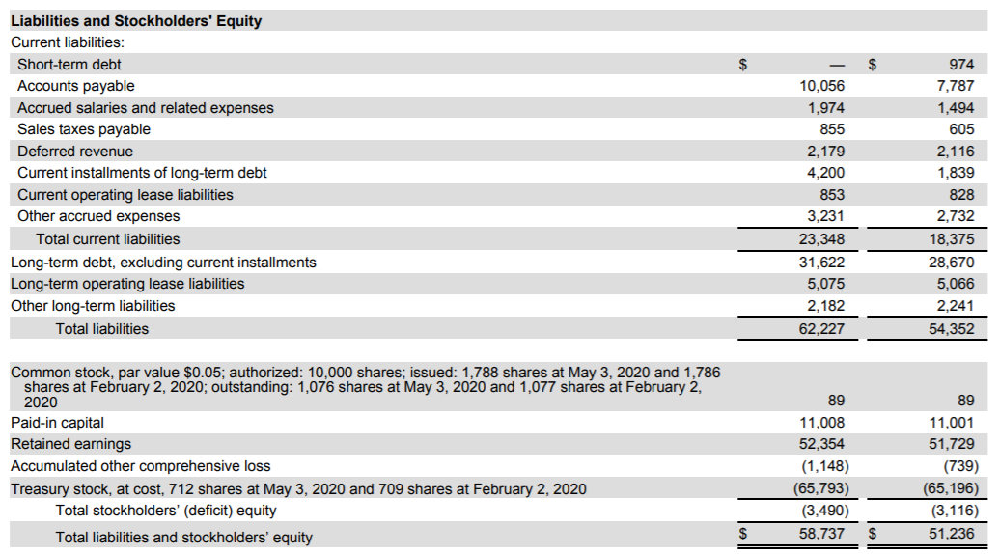 Liabilities and Stockholders' Equity
Current liabilities:
Short-term debt $ — $ 974
Accounts payable 10,056 7,787
Accrued salaries and related expenses 1,974 1,494
Sales taxes payable 855 605
Deferred revenue 2,179 2,116
Current installments of long-term debt 4,200 1,839
Current operating lease liabilities 853 828
Other accrued expenses 3,231 2,732
Total current liabilities 23,348 18,375
Long-term debt, excluding current installments 31,622 28,670
Long-term operating lease liabilities 5,075 5,066
Other long-term liabilities 2,182 2,241
Total liabilities 62,227 54,352
Common stock, par value $0.05; authorized: 10,000 shares; issued: 1,788 shares at May 3, 2020 and 1,786
shares at February 2, 2020; outstanding: 1,076 shares at May 3, 2020 and 1,077 shares at February 2,
2020 89 89
Paid-in capital 11,008 11,001
Retained earnings 52,354 51,729
Accumulated other comprehensive loss (1,148) (739)
Treasury stock, at cost, 712 shares at May 3, 2020 and 709 shares at February 2, 2020 (65,793) (65,196)
Total stockholders' (deficit) equity (3,490) (3,116)
Total liabilities and stockholders' equity $ 58,737 $ 51,236